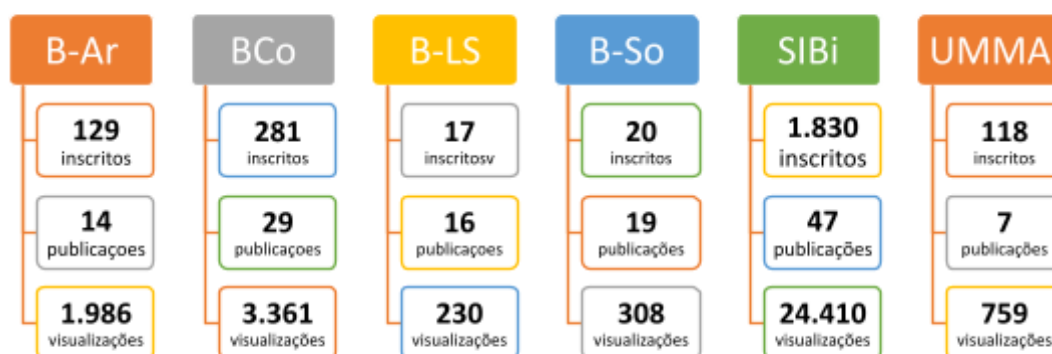 B-Ar
129
inscritos
14
publicaçoes
1.986
visualizações
BCo
281
inscritos
29
publicaçoes
3.361
visualizações
B-LS
17
inscritosv
16
publicaçoes
230
visualizações
B-So
20
inscritos
19
publicações
308
visualizações
SIBi
1.830
inscritos
47
publicações
24.410
visualizações
UMMA
118
inscritos
7
publicações
759
visualizações